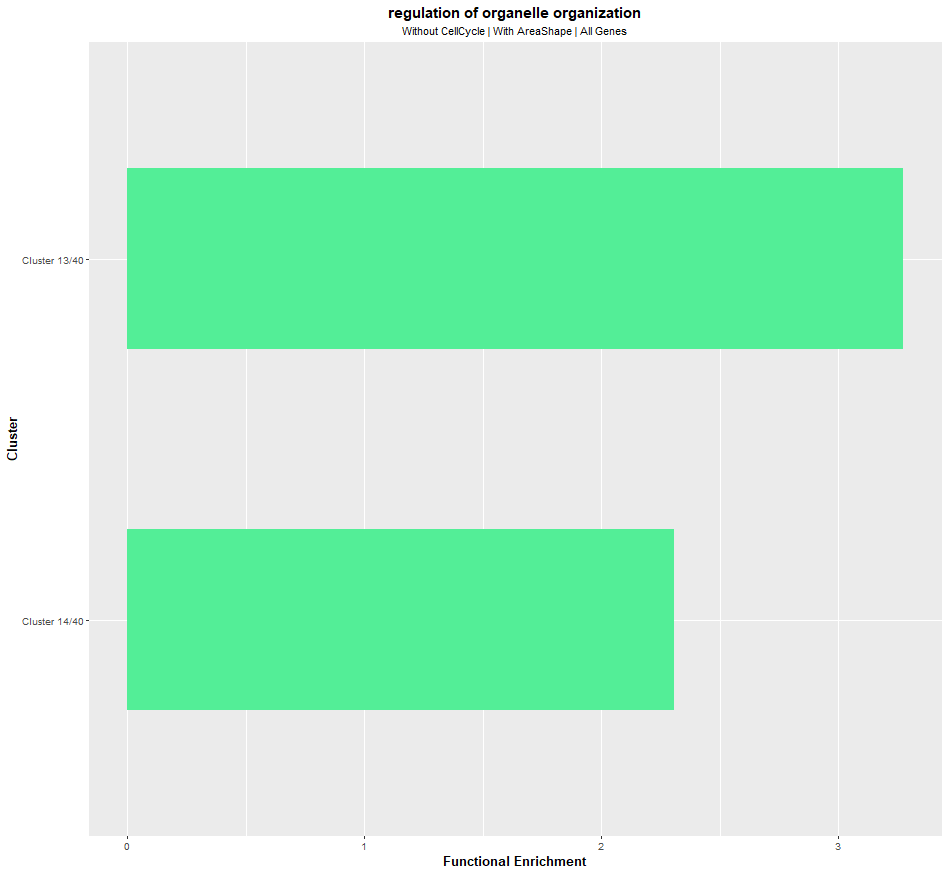 regulation of organelle organization
Without CellCycle | With AreaShape | All Genes
Cluster
Cluster 13/40
Cluster 14/40
0 1 2 3
Functional Enrichment